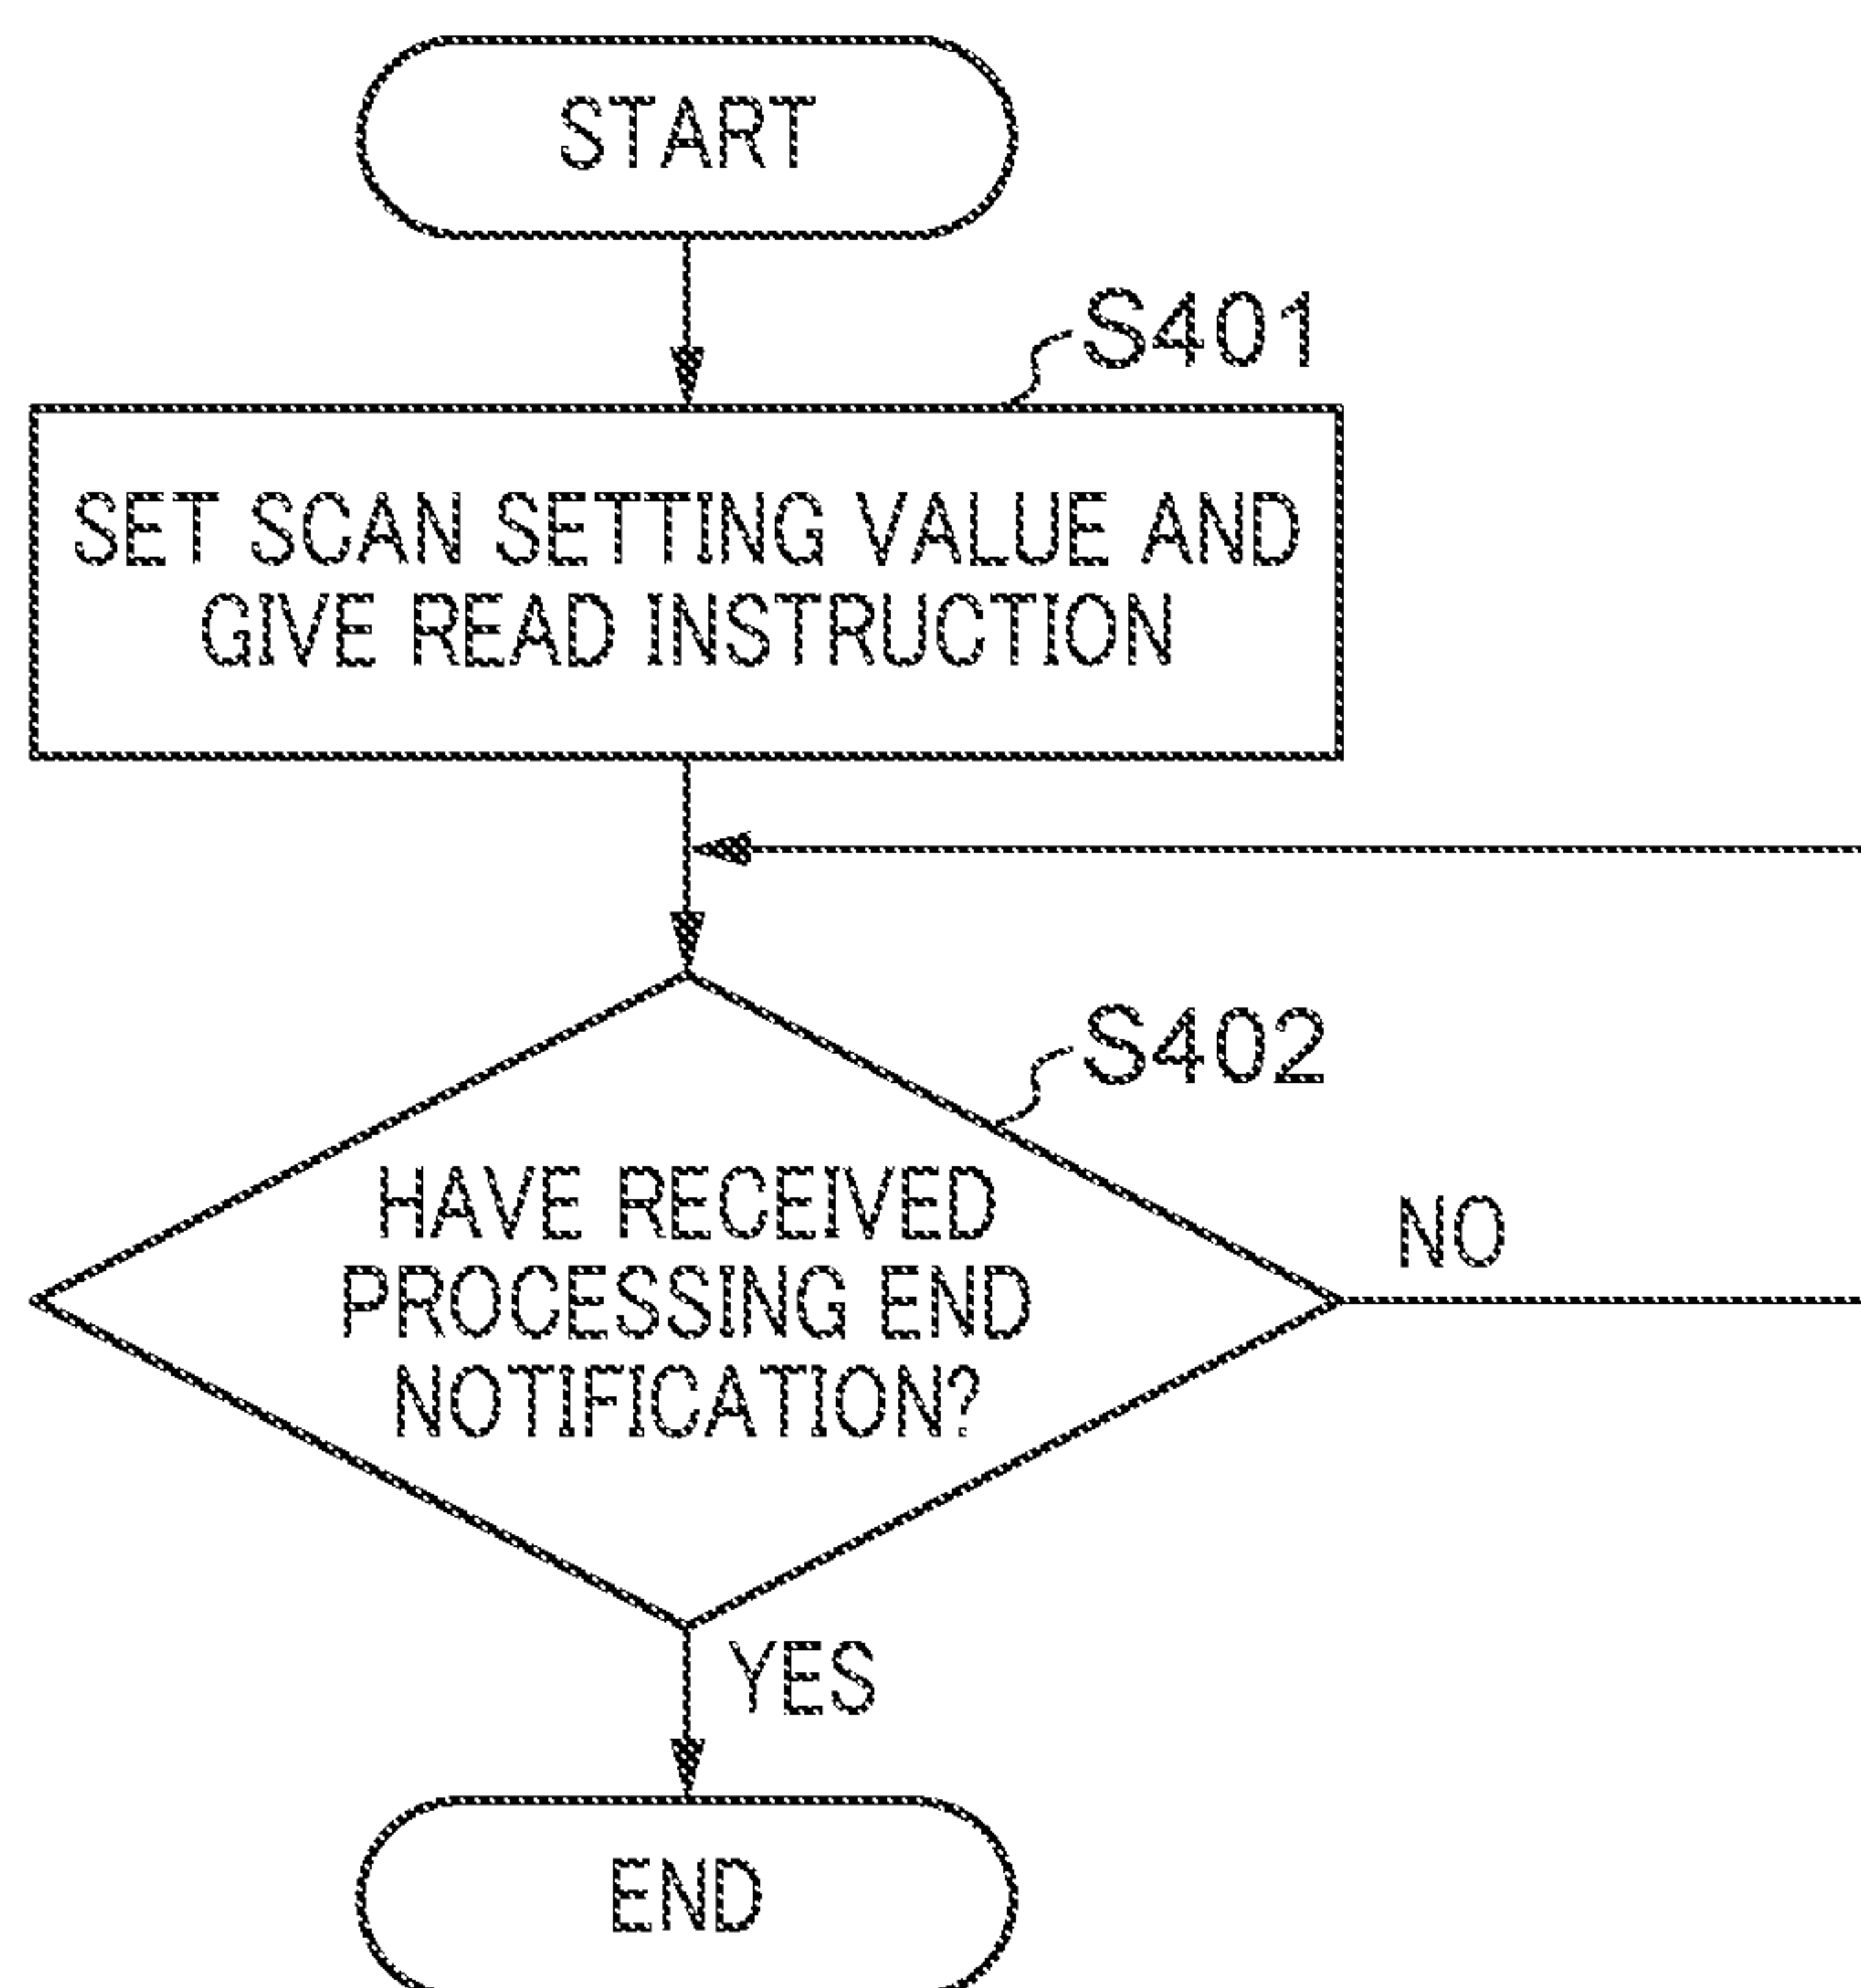 START
S401
SET SCAN SETTING VALUE AND
GIVE READ INSTRUCTION
S402
HAVE RECEIVED
PROCESSING END
NOTIFICATION?
NO
YES
END